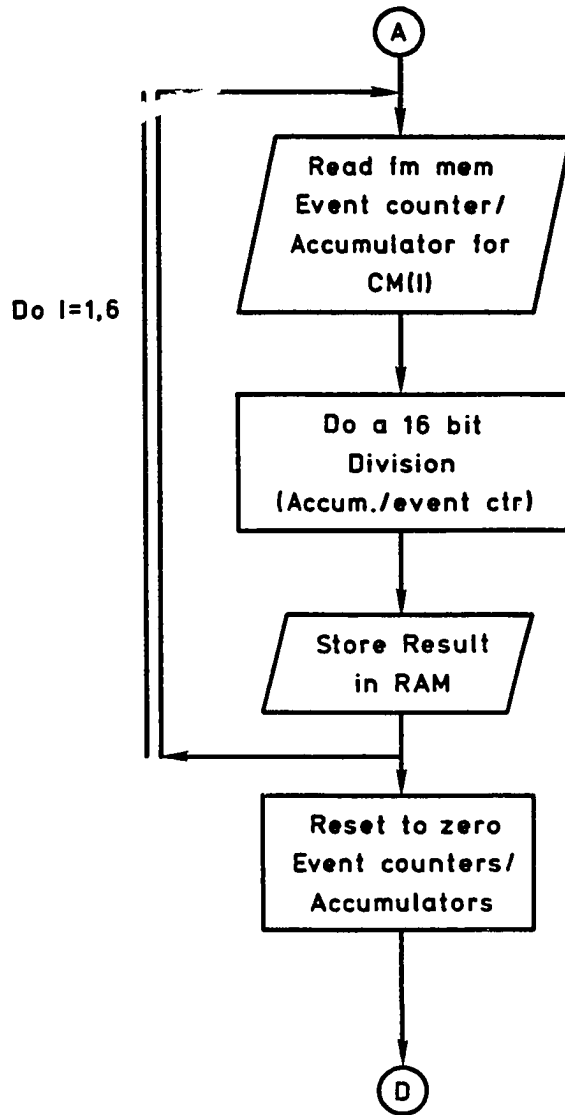 A
Read fm mem
Event counter/
Accumulator for
CM(I)
Do I=1,6
Do a 16 bit
Division
(Accum./event ctr)
Store Result
in RAM
Reset to zero
Event counters/
Accumulators
D